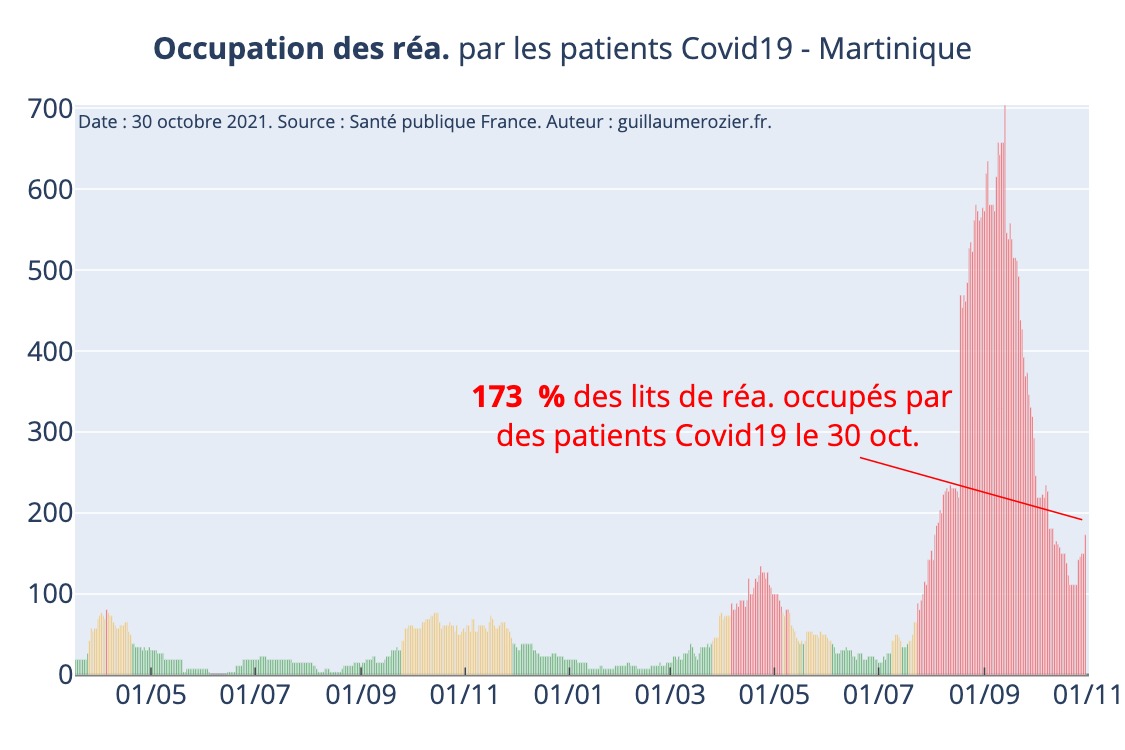 Occupation des réa. par les patients Covid19 - Martinique
700
Date : 30 octobre 2021. Source : Santé publique France. Auteur : guillaumerozier.fr.
600
500
400
173 % des lits de réa. occupés par
des patients Covid19 le 30 oct.
300
200
100
0
01/05 01/07 01/09 01/11 01/01 01/03 01/05 01/07 01/09 01/11